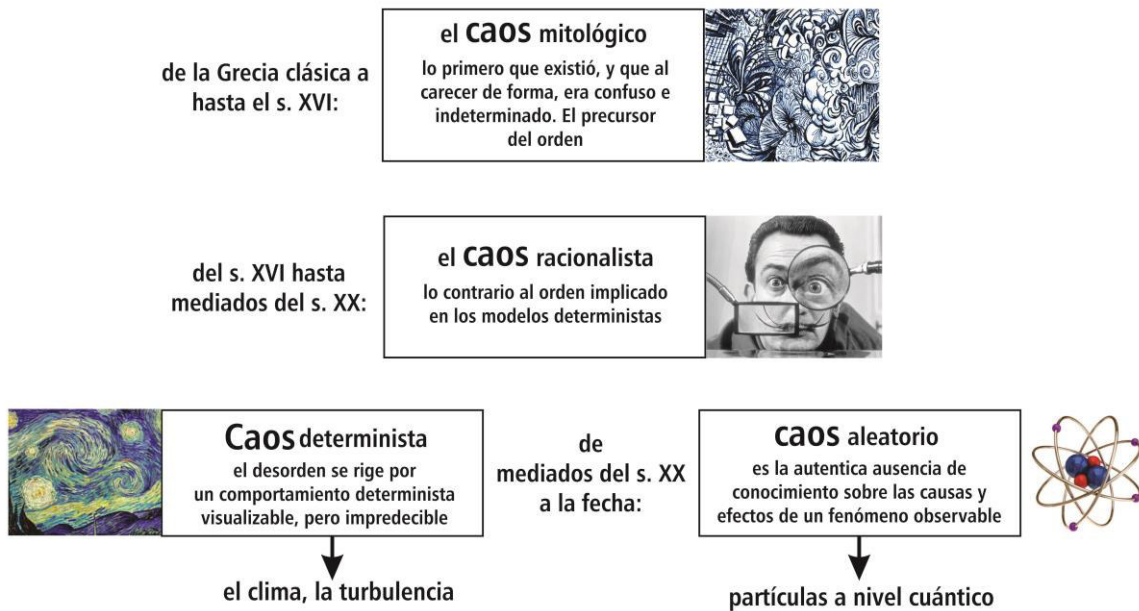 de la Grecia clásica a
hasta el s. XVI:
el caos mitológico
lo primero que existió, y que al
carecer de forma, era confuso e
indeterminado. El precursor
del orden
del s. XVI hasta
mediados del s. XX:
el caos racionalista
lo contrario al orden implicado
en los modelos deterministas
Caos determinista
el desorden se rige por
un comportamiento determinista
visualizable, pero impredecible
el clima, la turbulencia
de
mediados del s. XX
a la fecha:
caos aleatorio
es la autentica ausencia de
conocimiento sobre las causas y
efectos de un fenómeno observable
partículas a nivel cuántico